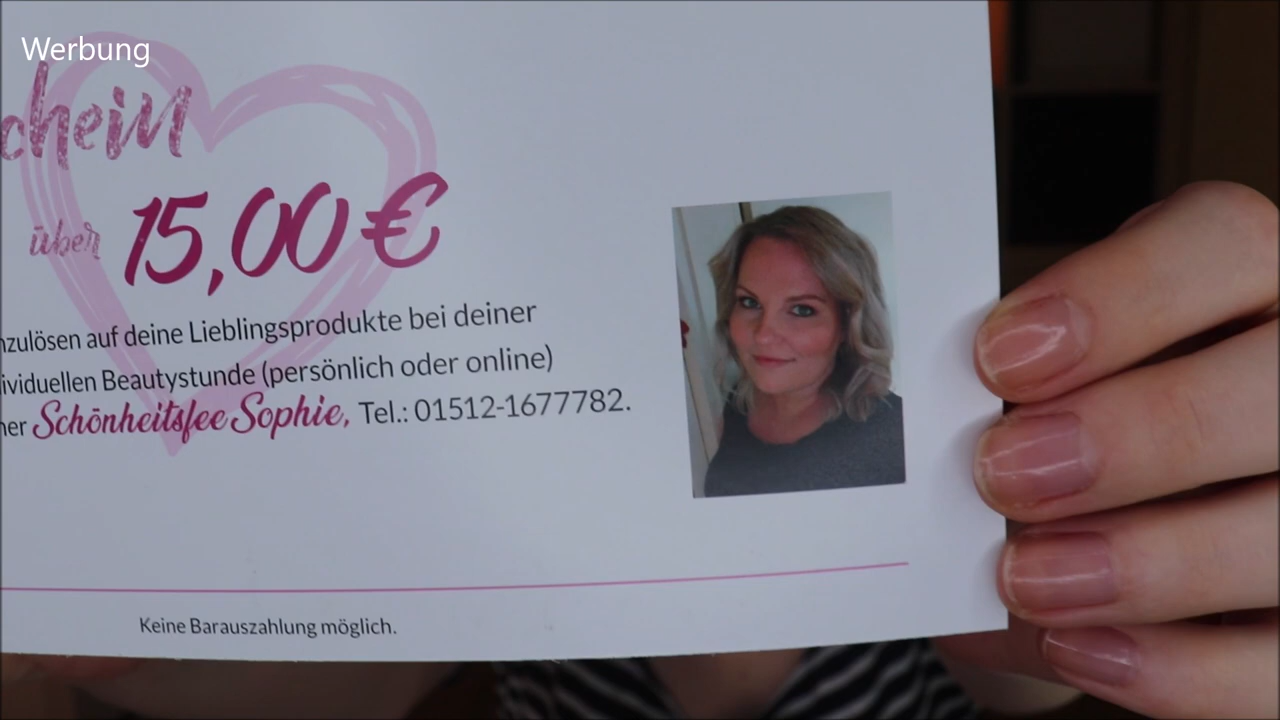 Werbung
chein
über 15,00 €
nzulösen auf deine Lieblingsprodukte bei deiner
ividuellen Beautystunde (persönlich oder online)
ner Schönheitsfee Sophie, Tel.: 01512-1677782.
Keine Barauszahlung möglich.